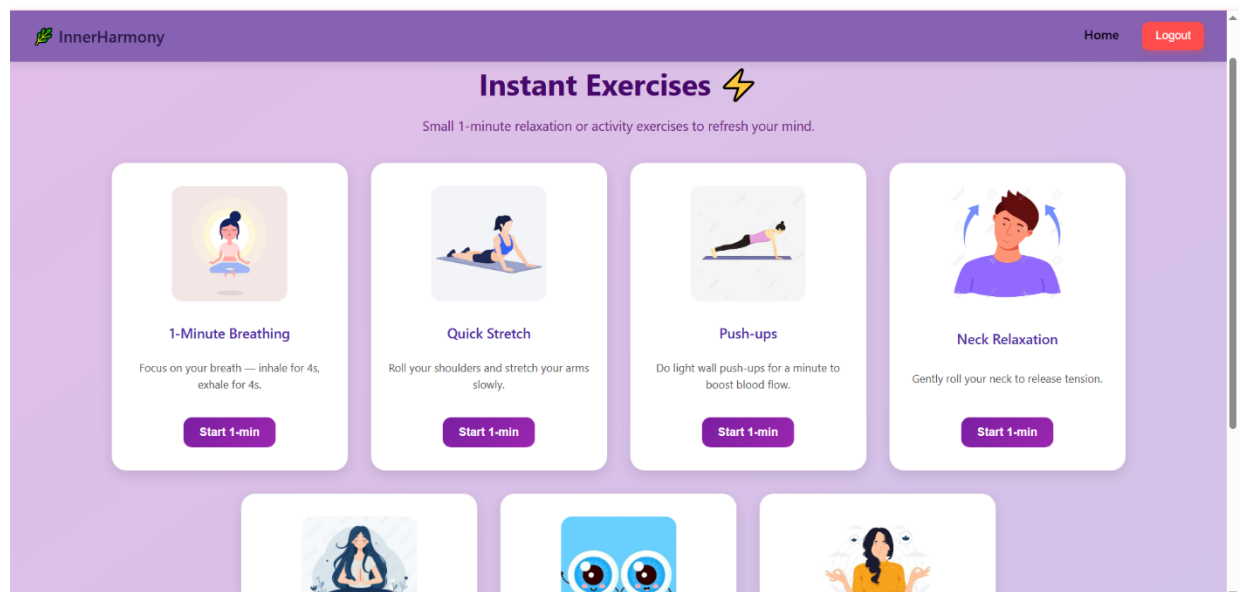 InnerHarmony
Home
Logout
Instant Exercises
Small 1-minute relaxation or activity exercises to refresh your mind.
1-Minute Breathing
Focus on your breath — inhale for 4s,
exhale for 4s.
Start 1-min
Quick Stretch
Roll your shoulders and stretch your arms
slowly.
Start 1-min
Push-ups
Do light wall push-ups for a minute to
boost blood flow.
Start 1-min
Neck Relaxation
Gently roll your neck to release tension.
Start 1-min